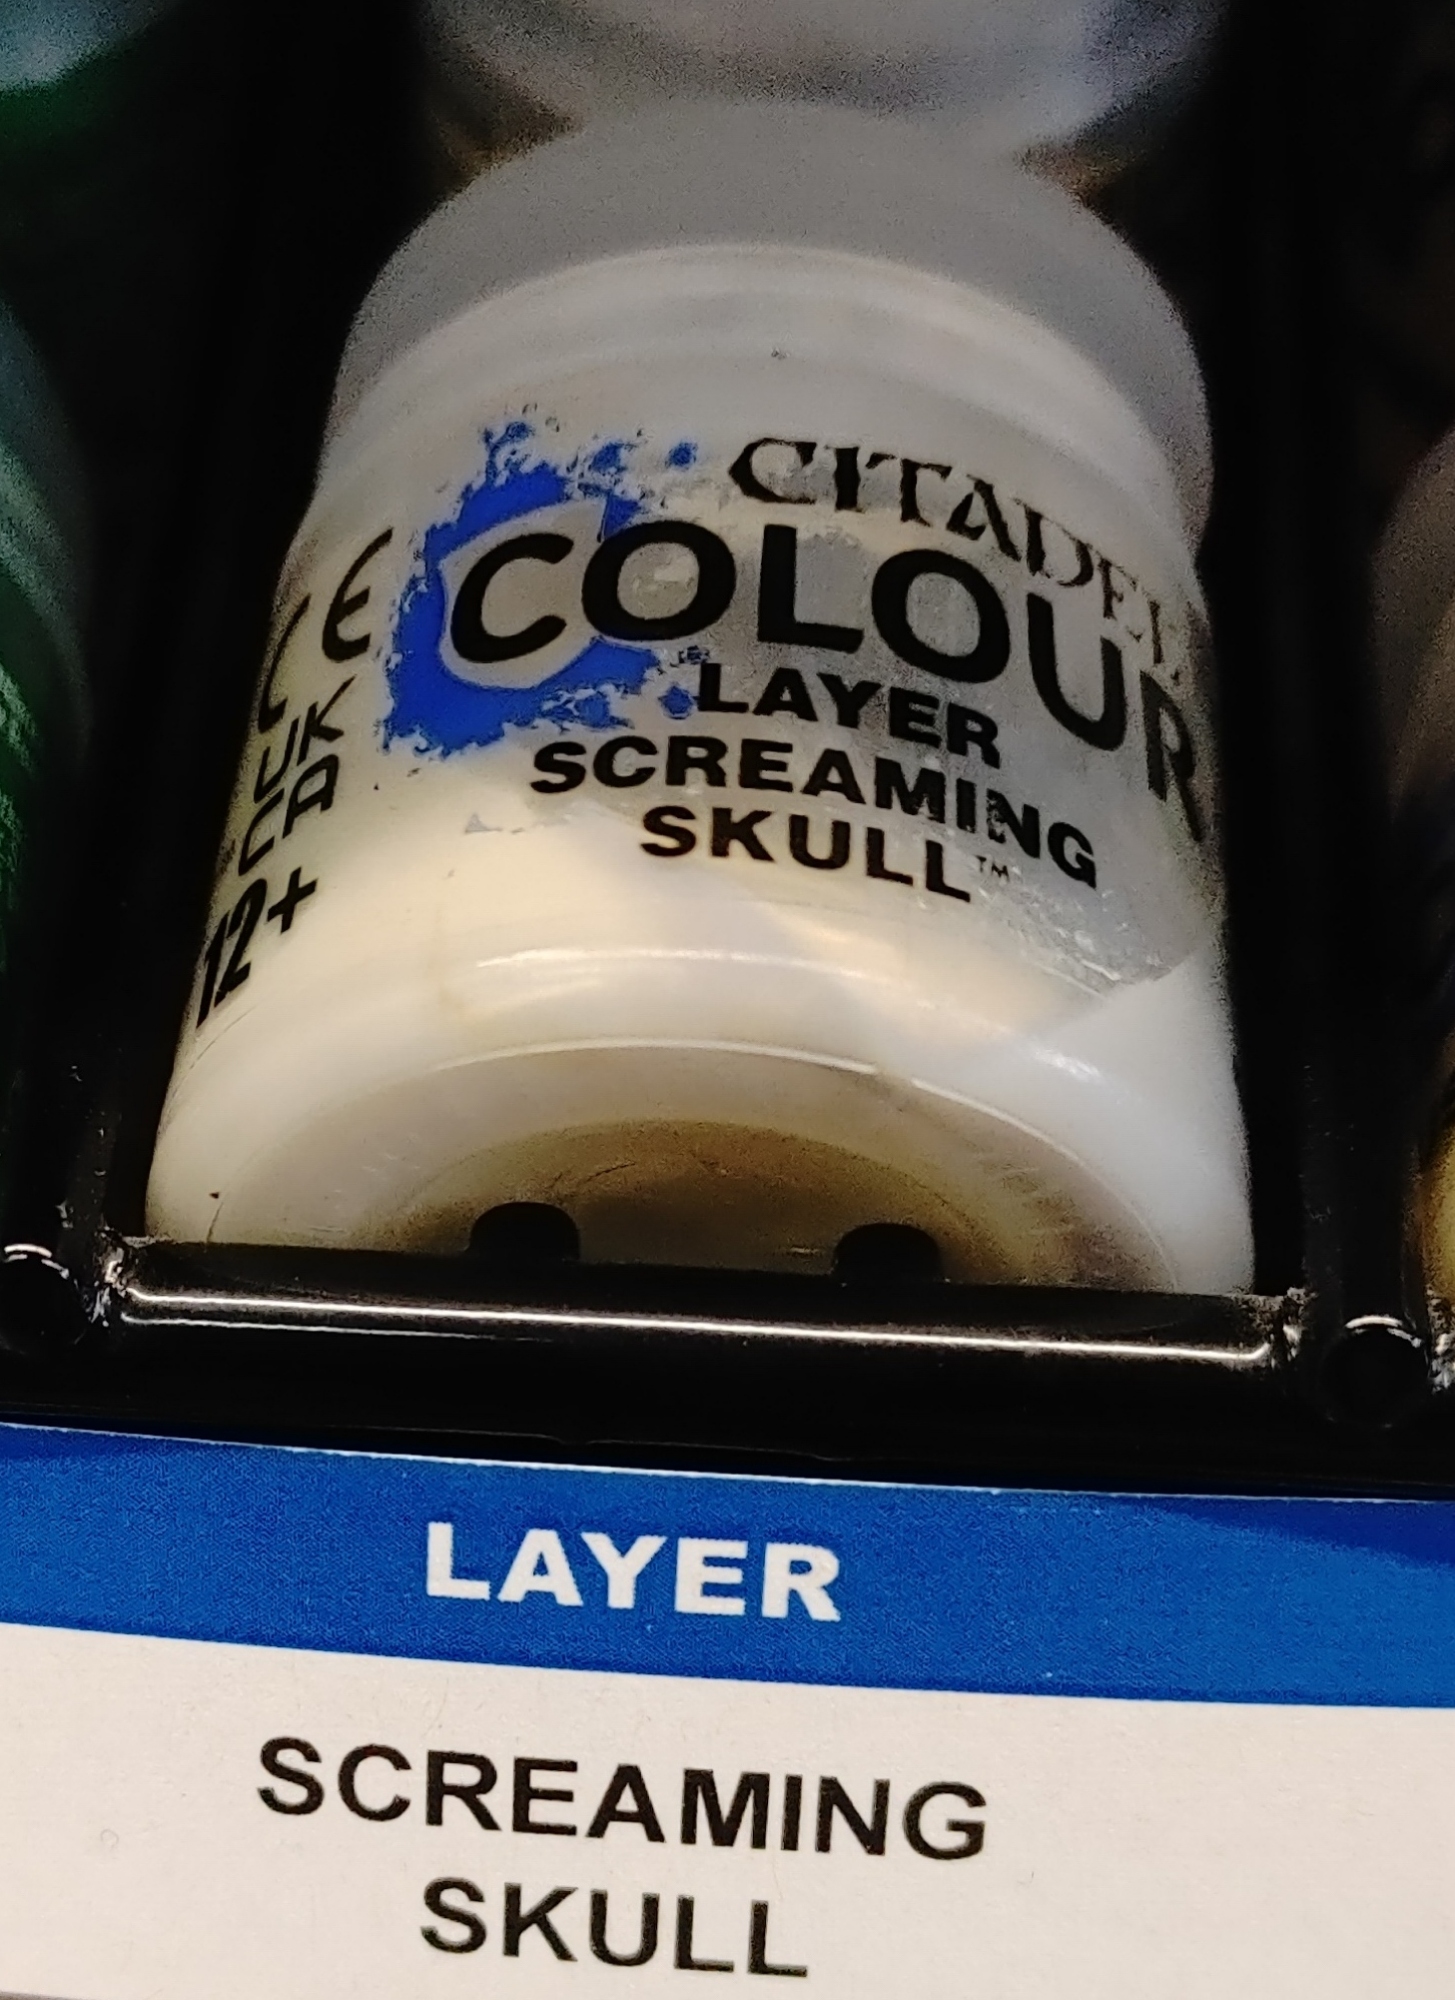 CITADEL
COLOUR
LAYER
SCREAMING
SKULL™
CE
UK
CA
12+
LAYER
SCREAMING
SKULL